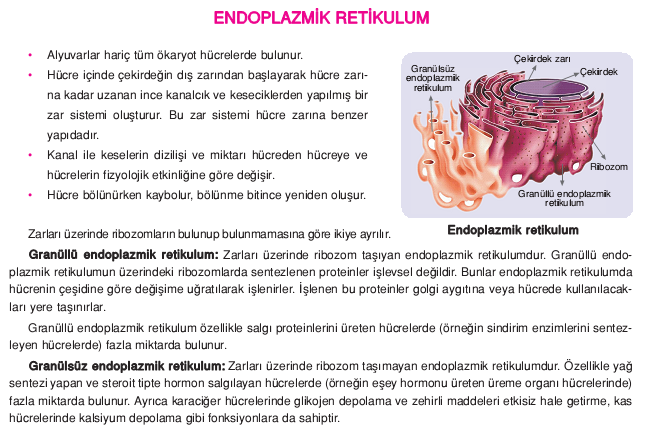 ENDOPLAZMİK RETİKULUM
• Alyuvarlar hariç tüm ökaryot hücrelerde bulunur.
• Hücre içinde çekirdeğin dış zarından başlayarak hücre zarı-
na kadar uzanan ince kanalcık ve keseciklerden yapılmış bir
zar sistemi oluşturur. Bu zar sistemi hücre zarına benzer
yapıdadır.
• Kanal ile keselerin dizilişi ve miktarı hücreden hücreye ve
hücrelerin fizyolojik etkinliğine göre değişir.
• Hücre bölünürken kaybolur, bölünme bitince yeniden oluşur.
Çekirdek zarı
Granülsüz
endoplazmik
retikulum
Çekirdek
Ribozom
Granüllü endoplazmik
retikulum
Endoplazmik retikulum
Zarları üzerinde ribozomların bulunup bulunmamasına göre ikiye ayrılır.
Granüllü endoplazmik retikulum: Zarları üzerinde ribozom taşıyan endoplazmik retikulumdur. Granüllü endo-
plazmik retikulumun üzerindeki ribozomlarda sentezlenen proteinler işlevsel değildir. Bunlar endoplazmik retikulumda
hücrenin çeşidine göre değişime uğratılarak işlenirler. İşlenen bu proteinler golgi aygıtına veya hücrede kullanılacak-
ları yere taşınırlar.
Granüllü endoplazmik retikulum özellikle salgı proteinlerini üreten hücrelerde (örneğin sindirim enzimlerini sentez-
leyen hücrelerde) fazla miktarda bulunur.
Granülsüz endoplazmik retikulum: Zarları üzerinde ribozom taşımayan endoplazmik retikulumdur. Özellikle yağ
sentezi yapan ve steroit tipte hormon salgılayan hücrelerde (örneğin eşey hormonu üreten üreme organı hücrelerinde)
fazla miktarda bulunur. Ayrıca karaciğer hücrelerinde glikojen depolama ve zehirli maddeleri etkisiz hale getirme, kas
hücrelerinde kalsiyum depolama gibi fonksiyonlara da sahiptir.